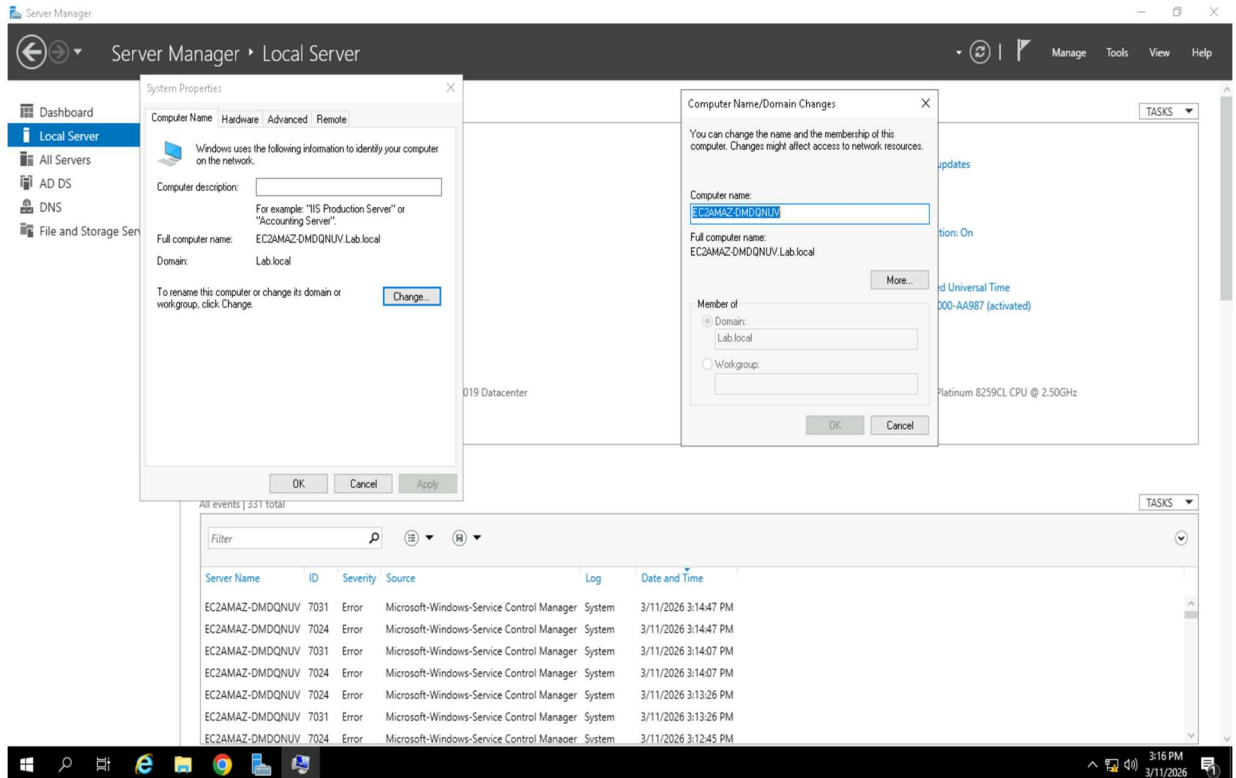 Server Manager
Server Manager • Local Server
Manage Tools View Help
Dashboard
Local Server
All Servers
AD DS
DNS
File and Storage Ser
System Properties
Computer Name Hardware Advanced Remote
Windows uses the following information to identify your computer
on the network.
Computer description:
For example: "IIS Production Server" or
"Accounting Server".
Full computer name: EC2AMAZ-DMDQNUV.Lab.local
Domain: Lab.local
To rename this computer or change its domain or
workgroup, click Change.
Change...
OK Cancel Apply
Computer Name/Domain Changes
You can change the name and the membership of this
computer. Changes might affect access to network resources.
Computer name:
EC2AMAZ-DMDQNUV
Full computer name:
EC2AMAZ-DMDQNUV.Lab.local
More...
Member of
Domain:
Lab.local
Workgroup:
OK Cancel
TASKS
updates
tion: On
ed Universal Time
000-AA987 (activated)
019 Datacenter
Platinum 8259CL CPU @ 2.50GHz
All events | 331 total
TASKS
Filter
Server Name ID Severity Source Log Date and Time
EC2AMAZ-DMDQNUV 7031 Error Microsoft-Windows-Service Control Manager System 3/11/2026 3:14:47 PM
EC2AMAZ-DMDQNUV 7024 Error Microsoft-Windows-Service Control Manager System 3/11/2026 3:14:47 PM
EC2AMAZ-DMDQNUV 7031 Error Microsoft-Windows-Service Control Manager System 3/11/2026 3:14:07 PM
EC2AMAZ-DMDQNUV 7024 Error Microsoft-Windows-Service Control Manager System 3/11/2026 3:14:07 PM
EC2AMAZ-DMDQNUV 7024 Error Microsoft-Windows-Service Control Manager System 3/11/2026 3:13:26 PM
EC2AMAZ-DMDQNUV 7031 Error Microsoft-Windows-Service Control Manager System 3/11/2026 3:13:26 PM
EC2AMAZ-DMDQNUV 7024 Error Microsoft-Windows-Service Control Manager System 3/11/2026 3:12:45 PM
3:16 PM
3/11/2026